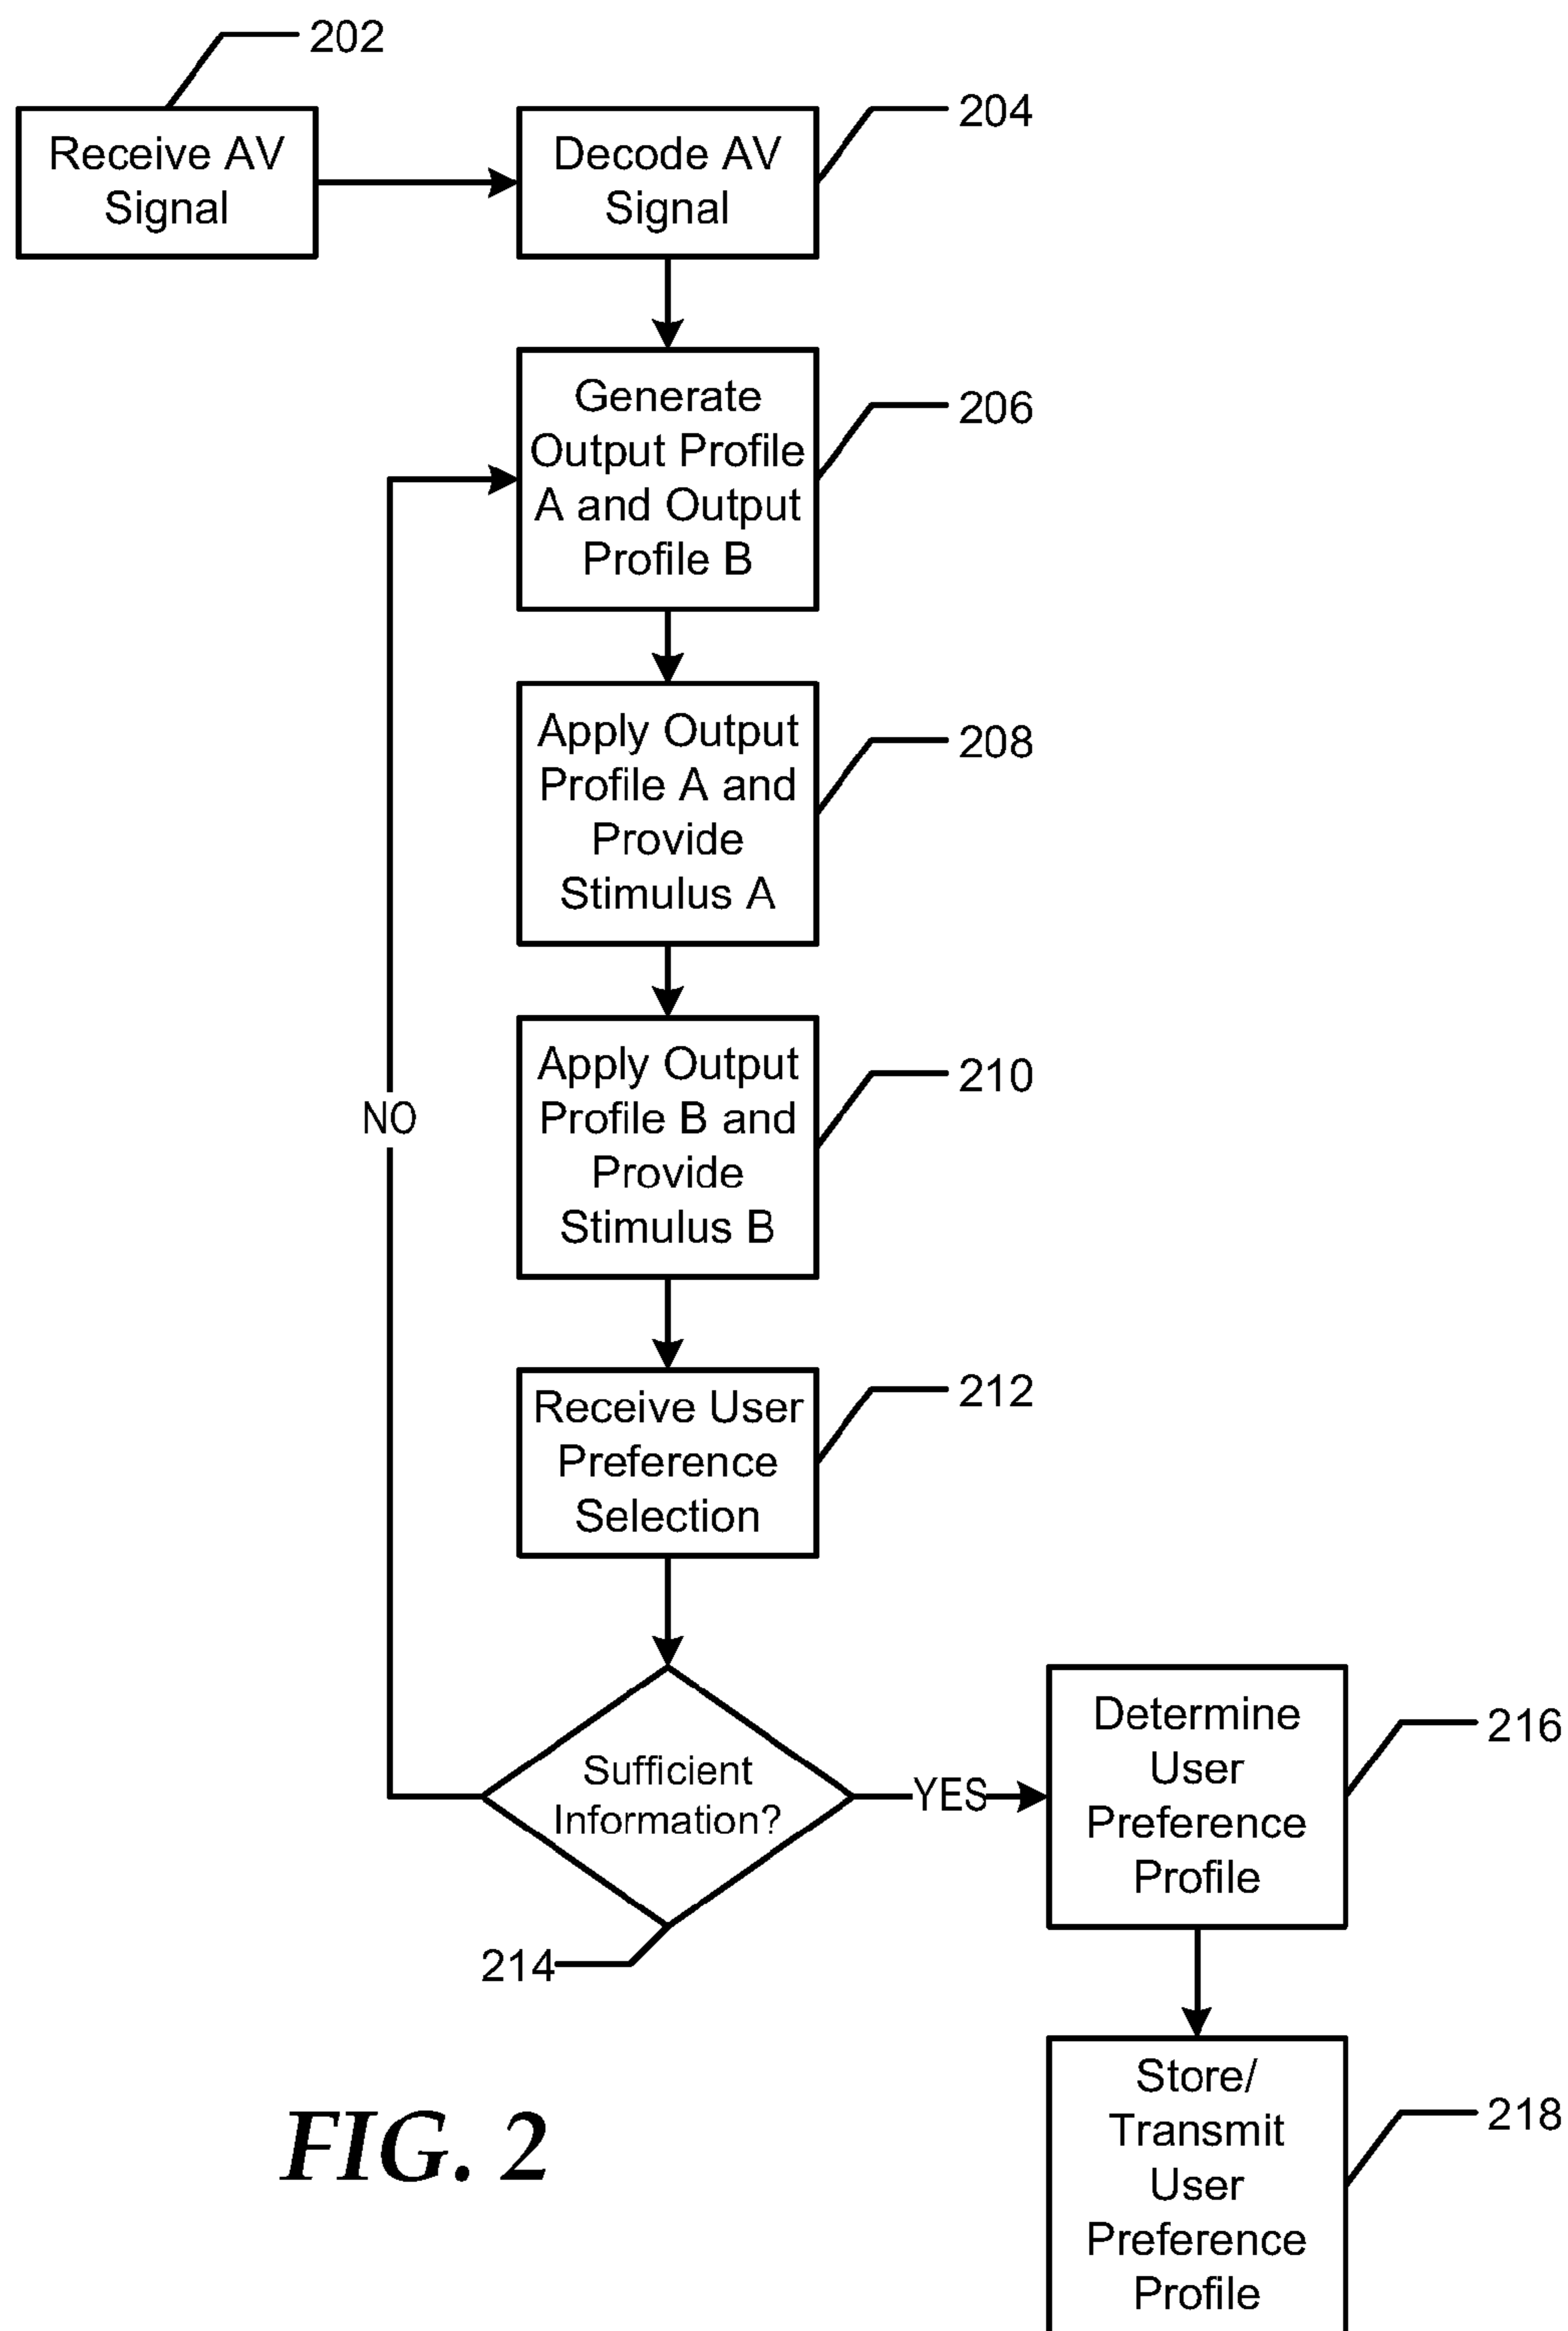 202
Receive AV
Signal
204
Decode AV
Signal
206
Generate
Output Profile
A and Output
Profile B
208
Apply Output
Profile A and
Provide
Stimulus A
210
Apply Output
Profile B and
Provide
Stimulus B
NO
212
Receive User
Preference
Selection
Sufficient
Information?
YES
214
216
Determine
User
Preference
Profile
218
Store/
Transmit
User
Preference
Profile
FIG. 2